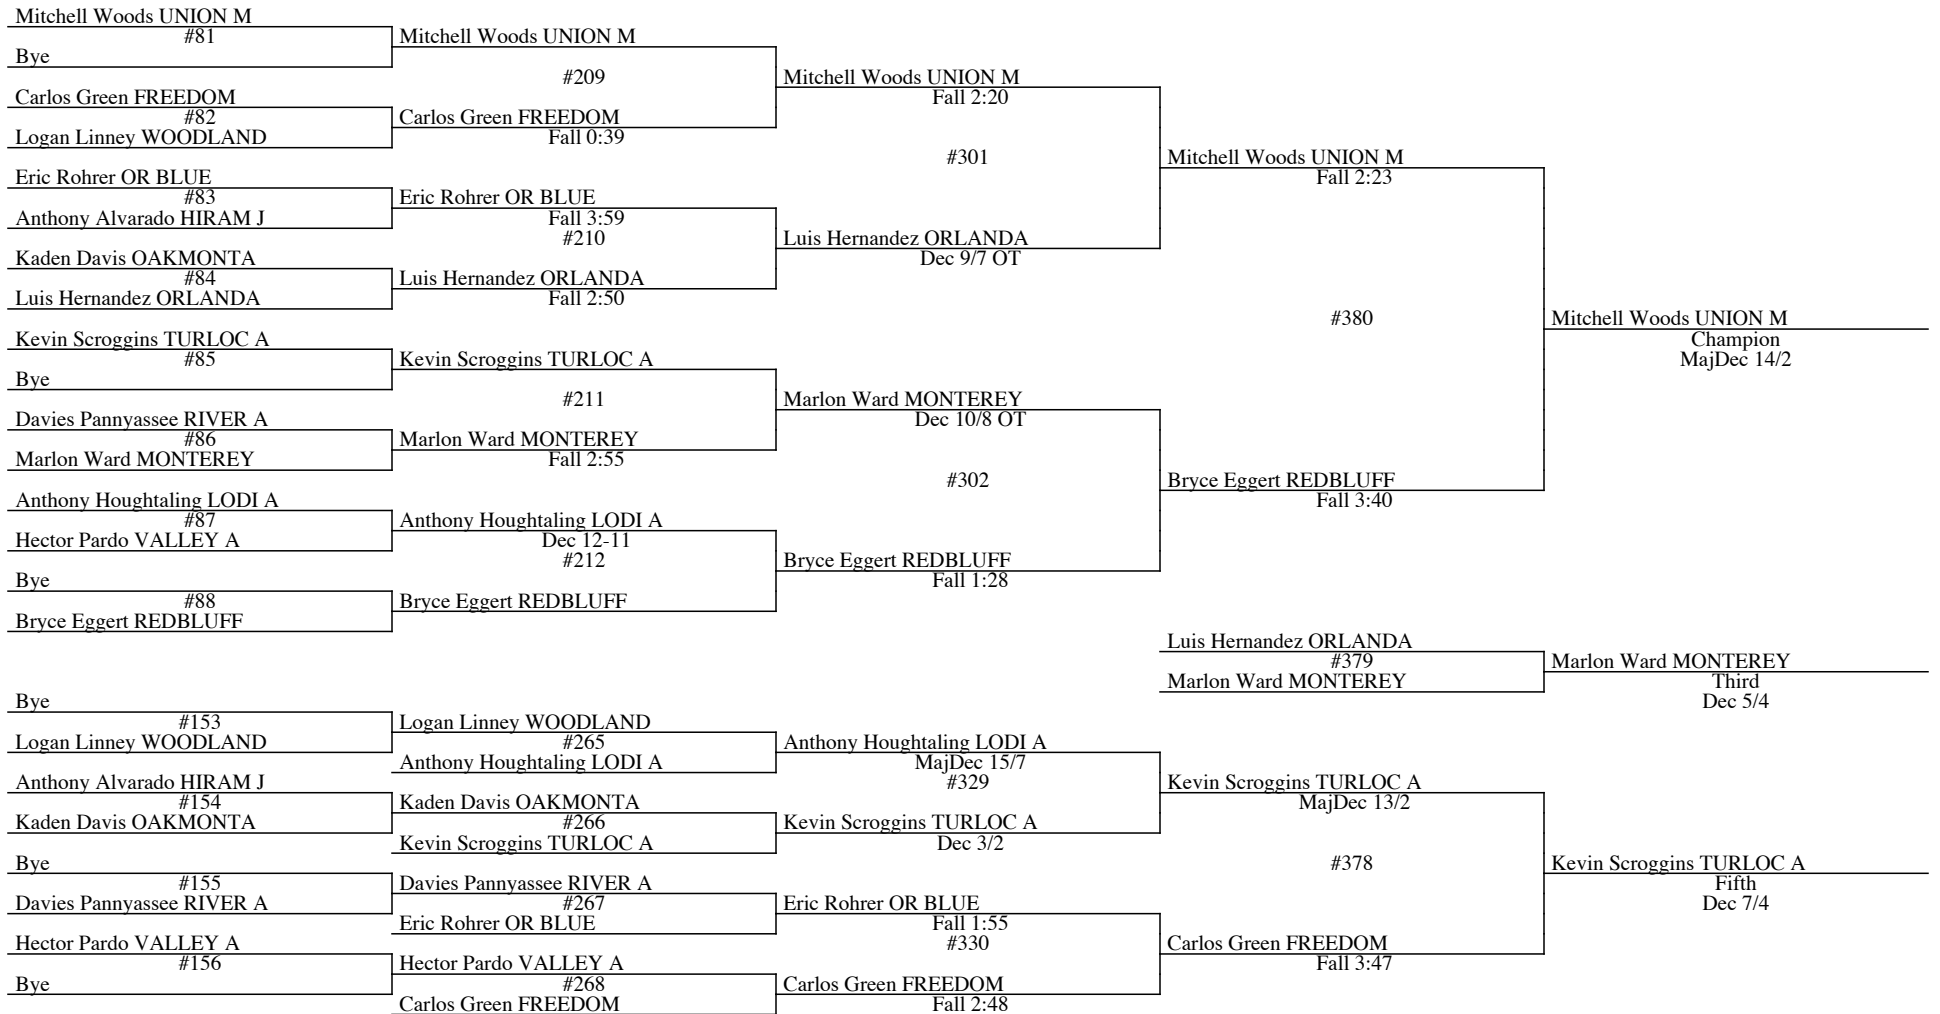 Mitchell Woods UNION M
#81
Bye
Mitchell Woods UNION M
#209
Carlos Green FREEDOM
#82
Logan Linney WOODLAND
Carlos Green FREEDOM
Fall 0:39
Mitchell Woods UNION M
Fall 2:20
#301
Eric Rohrer OR BLUE
#83
Anthony Alvarado HIRAM J
Eric Rohrer OR BLUE
Fall 3:59
#210
Kaden Davis OAKMONTA
#84
Luis Hernandez ORLANDA
Luis Hernandez ORLANDA
Fall 2:50
Luis Hernandez ORLANDA
Dec 9/7 OT
Mitchell Woods UNION M
Fall 2:23
#380
Kevin Scroggins TURLOC A
#85
Bye
Kevin Scroggins TURLOC A
#211
Davies Pannyassee RIVER A
#86
Marlon Ward MONTEREY
Marlon Ward MONTEREY
Fall 2:55
Marlon Ward MONTEREY
Dec 10/8 OT
#302
Anthony Houghtaling LODI A
#87
Hector Pardo VALLEY A
Anthony Houghtaling LODI A
Dec 12-11
#212
Bye
#88
Bryce Eggert REDBLUFF
Bryce Eggert REDBLUFF
Bryce Eggert REDBLUFF
Fall 1:28
Bryce Eggert REDBLUFF
Fall 3:40
Mitchell Woods UNION M
Champion
MajDec 14/2
Luis Hernandez ORLANDA
#379
Marlon Ward MONTEREY
Marlon Ward MONTEREY
Third
Dec 5/4
Bye
#153
Logan Linney WOODLAND
Logan Linney WOODLAND
#265
Anthony Houghtaling LODI A
Anthony Houghtaling LODI A
MajDec 15/7
#329
Anthony Alvarado HIRAM J
#154
Kaden Davis OAKMONTA
Kaden Davis OAKMONTA
#266
Kevin Scroggins TURLOC A
Kevin Scroggins TURLOC A
Dec 3/2
Kevin Scroggins TURLOC A
MajDec 13/2
#378
Bye
#155
Davies Pannyassee RIVER A
Davies Pannyassee RIVER A
#267
Eric Rohrer OR BLUE
Eric Rohrer OR BLUE
Fall 1:55
#330
Hector Pardo VALLEY A
#156
Bye
Hector Pardo VALLEY A
#268
Carlos Green FREEDOM
Carlos Green FREEDOM
Fall 2:48
Carlos Green FREEDOM
Fall 3:47
Kevin Scroggins TURLOC A
Fifth
Dec 7/4